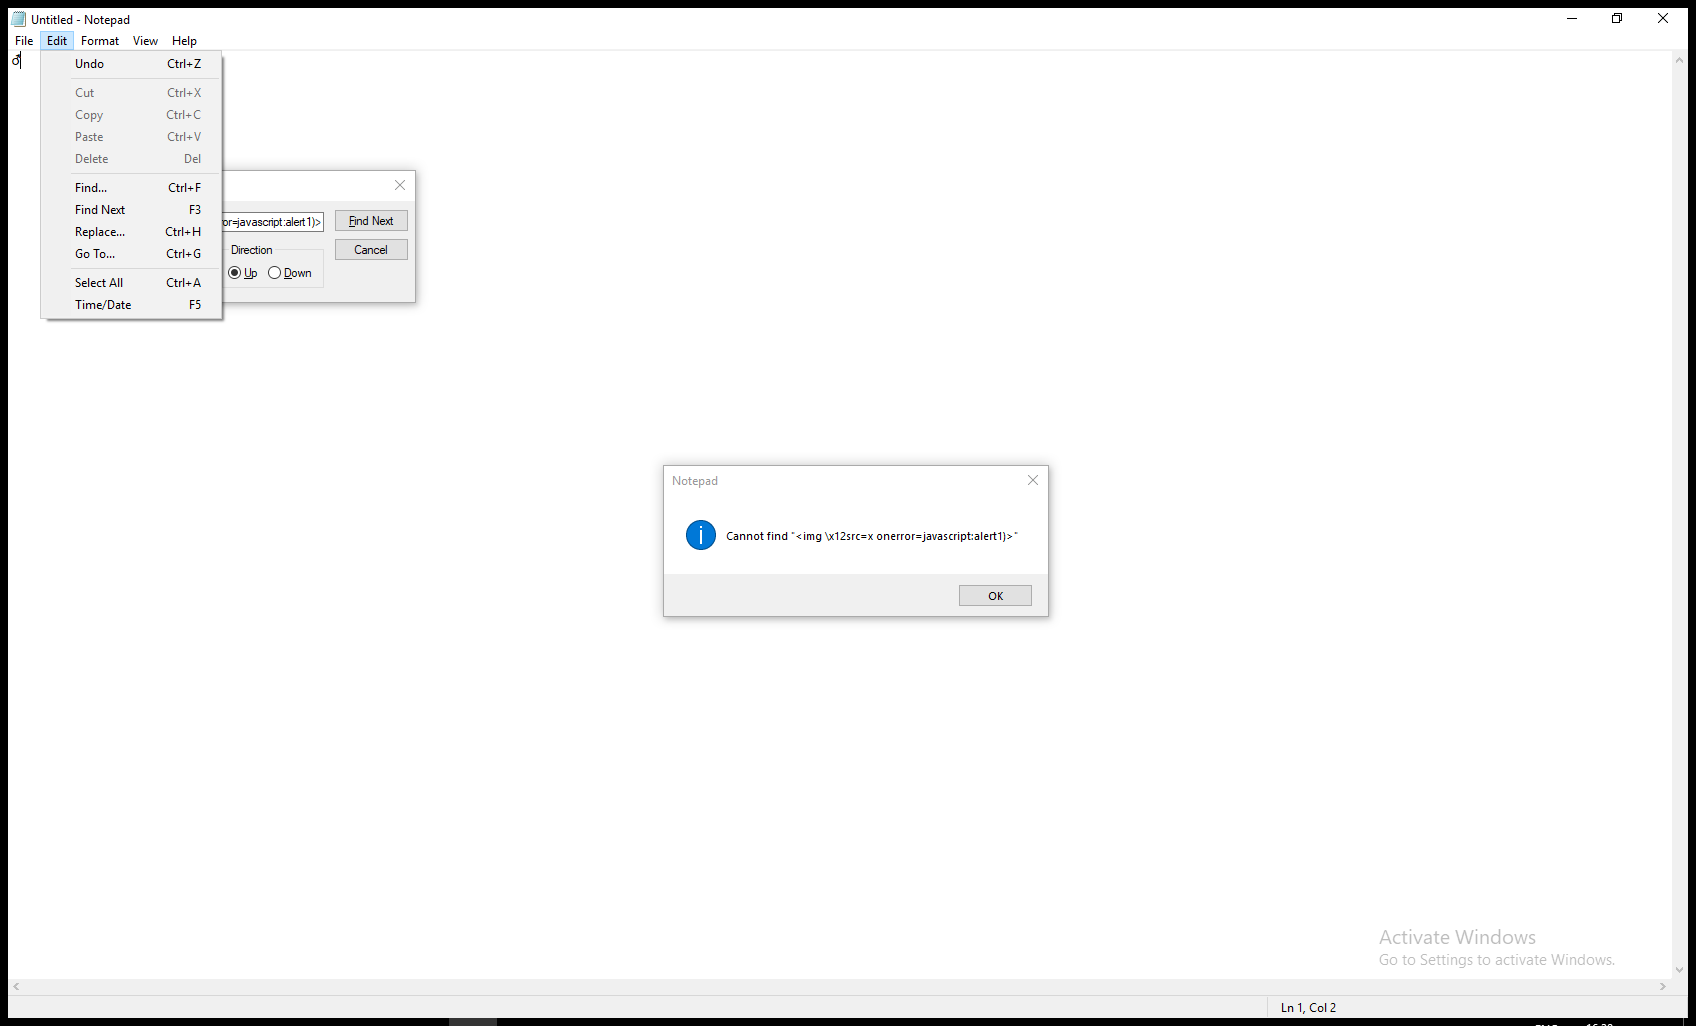 Untitled - Notepad
File Edit Format View Help
Undo Ctrl+Z
Cut Ctrl+X
Copy Ctrl+C
Paste Ctrl+V
Delete Del
Find... Ctrl+F
Find Next F3
Replace... Ctrl+H
Go To... Ctrl+G
Select All Ctrl+A
Time/Date F5
or=javascript:alert1)> Find Next
Direction Cancel
Up Down
Notepad
Cannot find "<img \x12src=x onerror=javascript:alert1)>"
OK
Activate Windows
Go to Settings to activate Windows.
Ln 1, Col 2